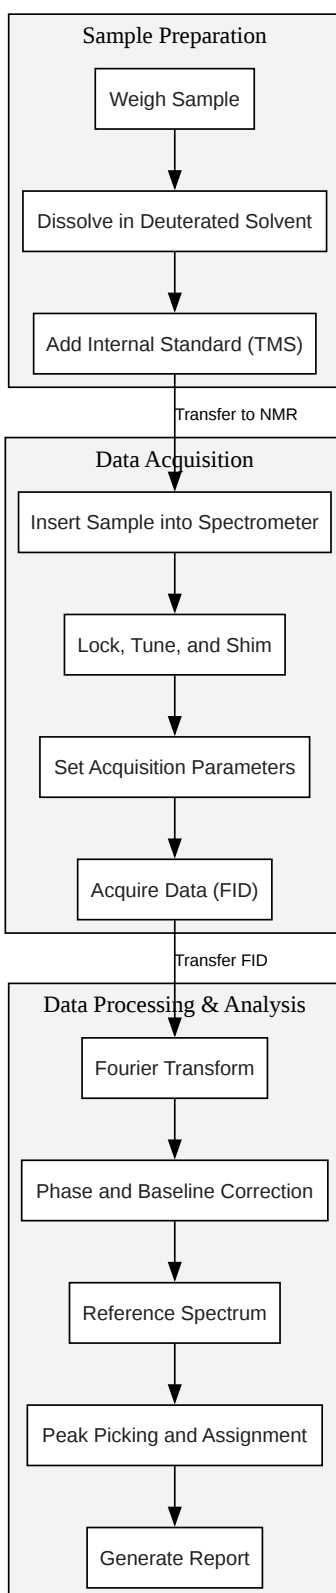 Sample Preparation
Weigh Sample
Dissolve in Deuterated Solvent
Add Internal Standard (TMS)
Transfer to NMR
Data Acquisition
Insert Sample into Spectrometer
Lock, Tune, and Shim
Set Acquisition Parameters
Acquire Data (FID)
Transfer FID
Data Processing & Analysis
Fourier Transform
Phase and Baseline Correction
Reference Spectrum
Peak Picking and Assignment
Generate Report